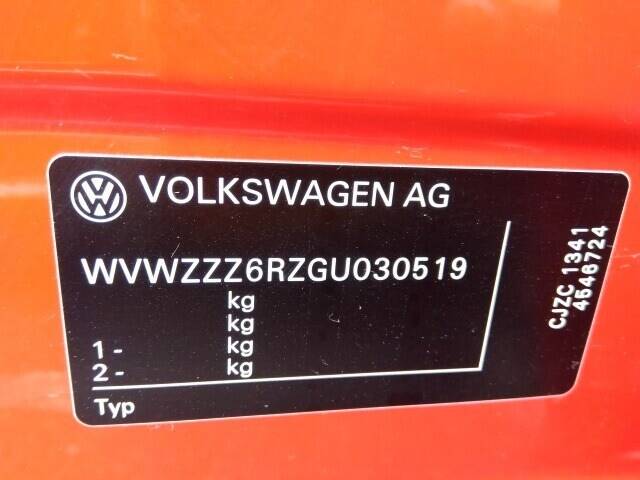 VOLKSWAGEN AG
WVWZZZ6RZGU030519
kg
kg
1 - kg
2 - kg
Typ
CJZC 1341
4546724